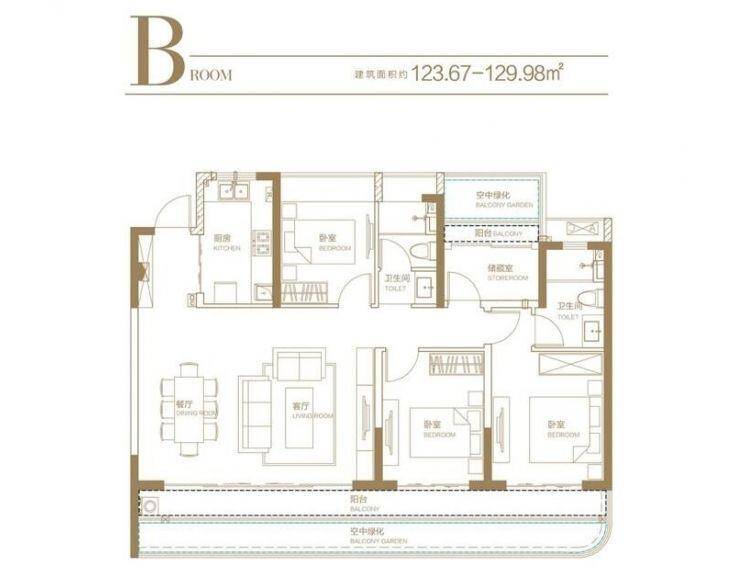 B ROOM
建筑面积约 123.67-129.98㎡
空中绿化
BALCONY GARDEN
阳台 BALCONY
厨房
KITCHEN
卧室
BEDROOM
卫生间
TOILET
储藏室
STOREROOM
卫生间
TOILET
餐厅
DINING ROOM
客厅
LIVING ROOM
卧室
BEDROOM
卧室
BEDROOM
阳台
BALCONY
空中绿化
BALCONY GARDEN